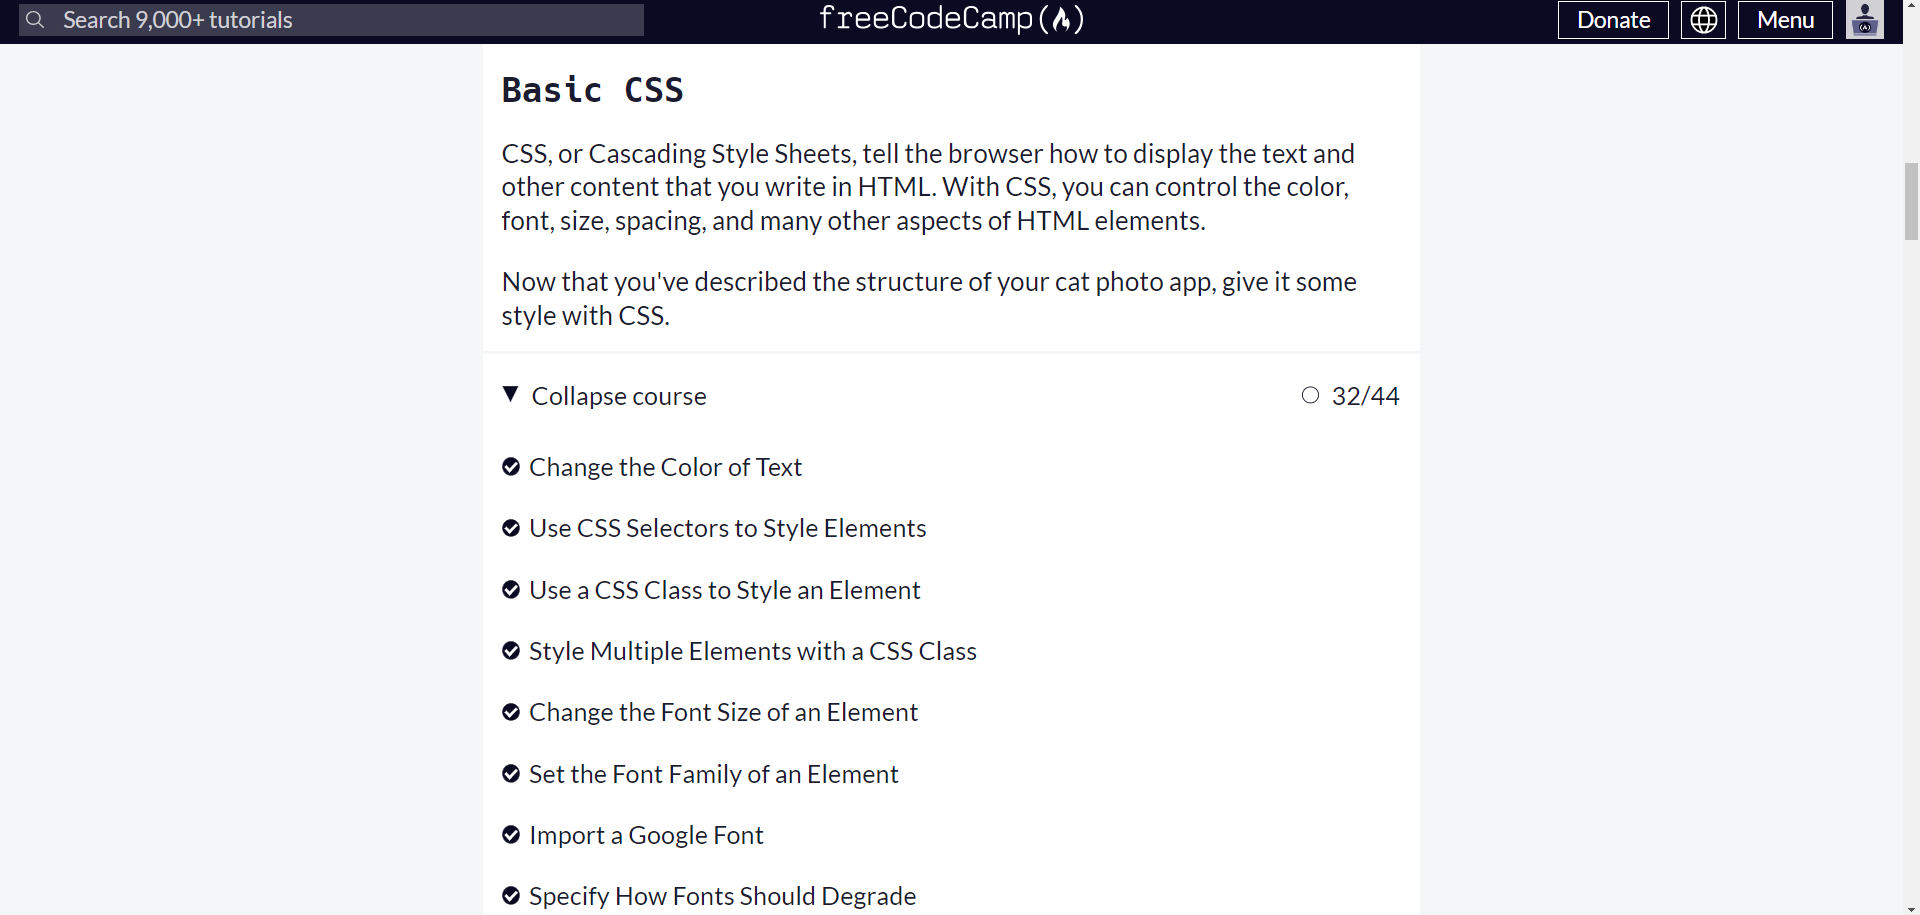 Search 9,000+ tutorials
freeCodeCamp(🔥)
Donate
Menu
Basic CSS
CSS, or Cascading Style Sheets, tell the browser how to display the text and
other content that you write in HTML. With CSS, you can control the color,
font, size, spacing, and many other aspects of HTML elements.
Now that you've described the structure of your cat photo app, give it some
style with CSS.
Collapse course
32/44
Change the Color of Text
Use CSS Selectors to Style Elements
Use a CSS Class to Style an Element
Style Multiple Elements with a CSS Class
Change the Font Size of an Element
Set the Font Family of an Element
Import a Google Font
Specify How Fonts Should Degrade